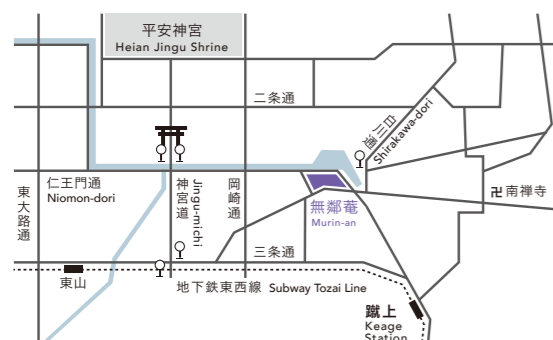 平安神宮
Heian Jingu Shrine
二条通
白川通
Shirakawa-dori
仁王門通
Niomon-dori
東大路通
神宮道
Jingu-michi
岡崎通
無鄰菴
Murin-an
卍南禅寺
三条通
東山
地下鉄東西線 Subway Tozai Line
蹴上
Keage
Station